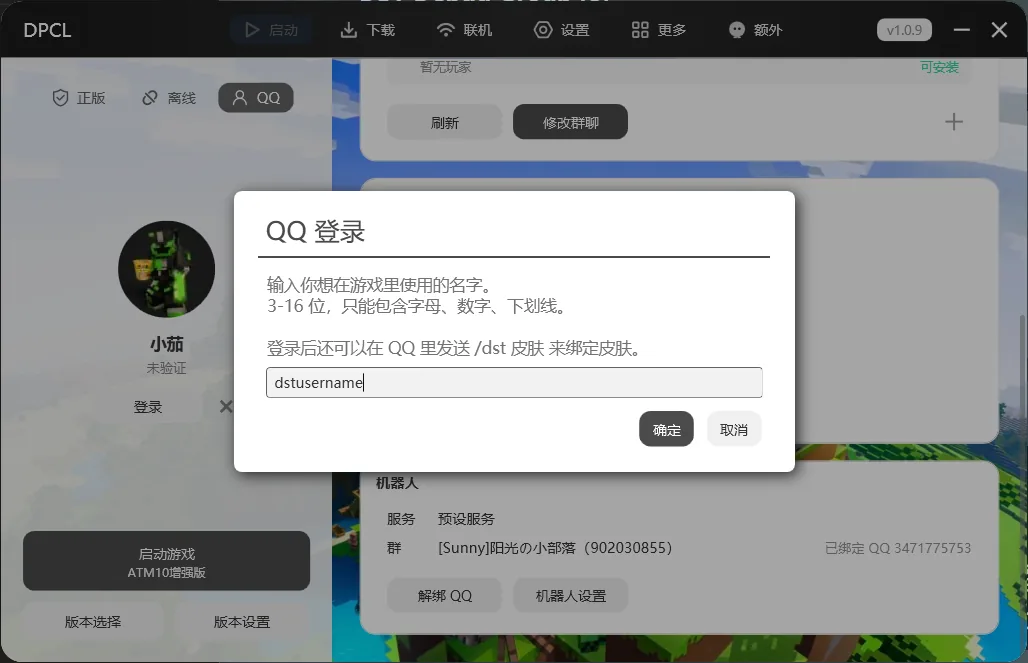 DPCL
启动
下载
联机
设置
更多
额外
v1.0.9
正版
离线
QQ
暂无玩家
可安装
刷新
修改群聊
QQ 登录
输入你想在游戏里使用的名字。
3-16 位，只能包含字母、数字、下划线。
登录后还可以在 QQ 里发送 /dst 皮肤 来绑定皮肤。
dstusername
确定
取消
小茄
未验证
登录
启动游戏
ATM10增强版
版本选择
版本设置
机器人
服务
预设服务
群
[Sunny]阳光の小部落（902030855）
已绑定 QQ 3471775753
解绑 QQ
机器人设置